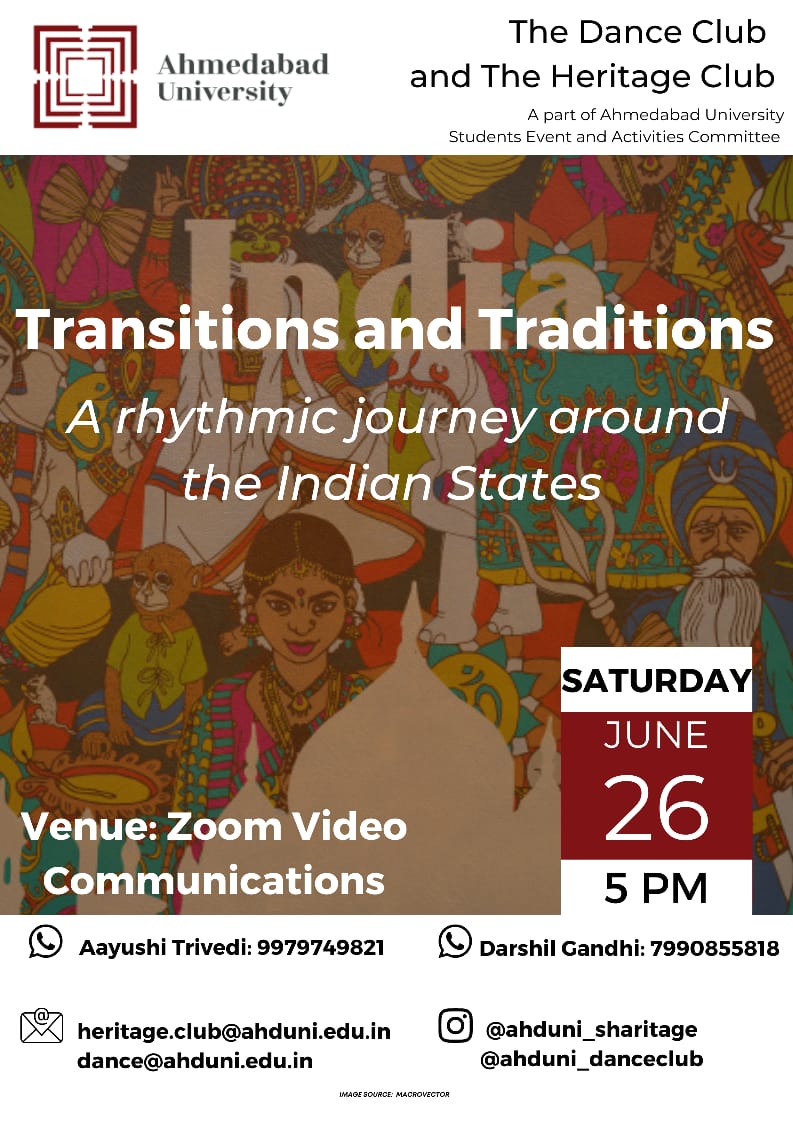 Ahmedabad
University
The Dance Club
and The Heritage Club
A part of Ahmedabad University
Students Event and Activities Committee
India
Transitions and Traditions
A rhythmic journey around
the Indian States
SATURDAY
JUNE
26
5 PM
Venue: Zoom Video
Communications
Aayushi Trivedi: 9979749821
Darshil Gandhi: 7990855818
heritage.club@ahduni.edu.in
dance@ahduni.edu.in
@ahduni_sharitage
@ahduni_danceclub
IMAGE SOURCE: MACROVECTOR